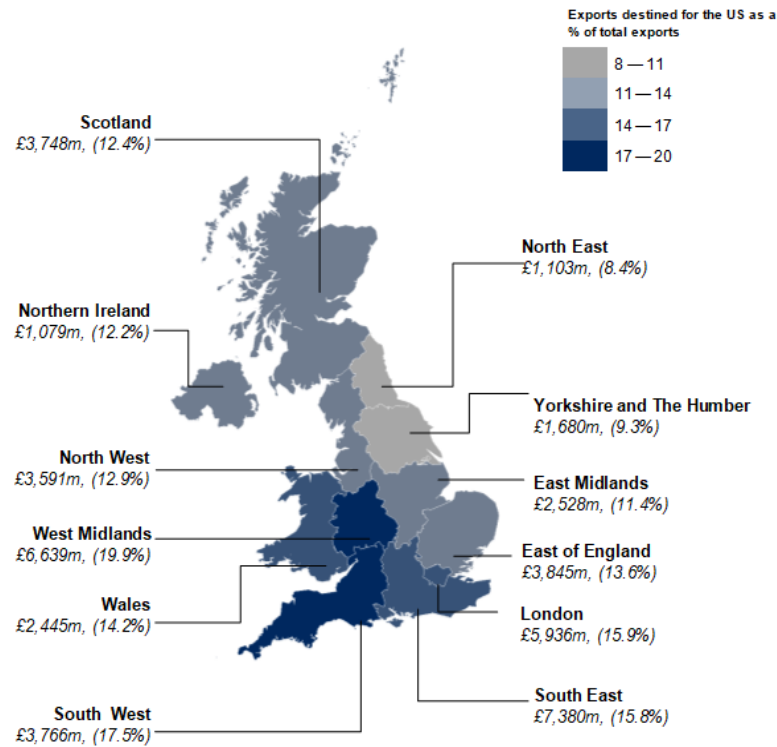 Exports destined for the US as a
% of total exports
8 — 11
11 — 14
14 — 17
17 — 20
Scotland
£3,748m, (12.4%)
North East
£1,103m, (8.4%)
Northern Ireland
£1,079m, (12.2%)
Yorkshire and The Humber
£1,680m, (9.3%)
North West
£3,591m, (12.9%)
East Midlands
£2,528m, (11.4%)
West Midlands
£6,639m, (19.9%)
East of England
£3,845m, (13.6%)
Wales
£2,445m, (14.2%)
London
£5,936m, (15.9%)
South East
£7,380m, (15.8%)
South West
£3,766m, (17.5%)